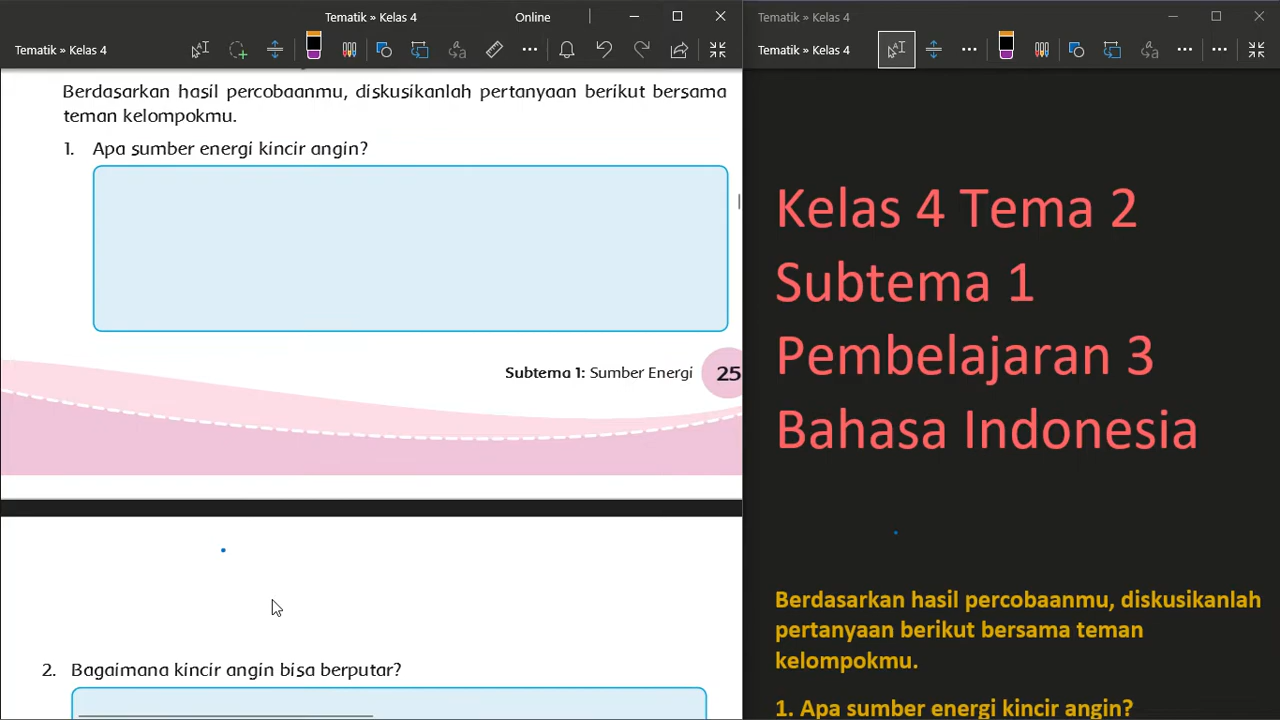 Tematik » Kelas 4
Online
Tematik » Kelas 4
Berdasarkan hasil percobaanmu, diskusikanlah pertanyaan berikut bersama
teman kelompokmu.
1. Apa sumber energi kincir angin?
Subtema 1: Sumber Energi 25
2. Bagaimana kincir angin bisa berputar?
Tematik » Kelas 4
Tematik » Kelas 4
Kelas 4 Tema 2
Subtema 1
Pembelajaran 3
Bahasa Indonesia
Berdasarkan hasil percobaanmu, diskusikanlah
pertanyaan berikut bersama teman
kelompokmu.
1. Apa sumber energi kincir angin?